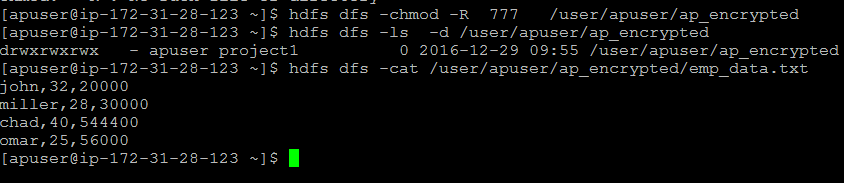 [apuser@ip-172-31-28-123 ~]$ hdfs dfs -chmod -R  777   /user/apuser/ap_encrypted
[apuser@ip-172-31-28-123 ~]$ hdfs dfs -ls  -d /user/apuser/ap_encrypted
drwxrwxrwx   - apuser project1          0 2016-12-29 09:55 /user/apuser/ap_encrypted
[apuser@ip-172-31-28-123 ~]$ hdfs dfs -cat /user/apuser/ap_encrypted/emp_data.txt
john,32,20000
miller,28,30000
chad,40,544400
omar,25,56000
[apuser@ip-172-31-28-123 ~]$